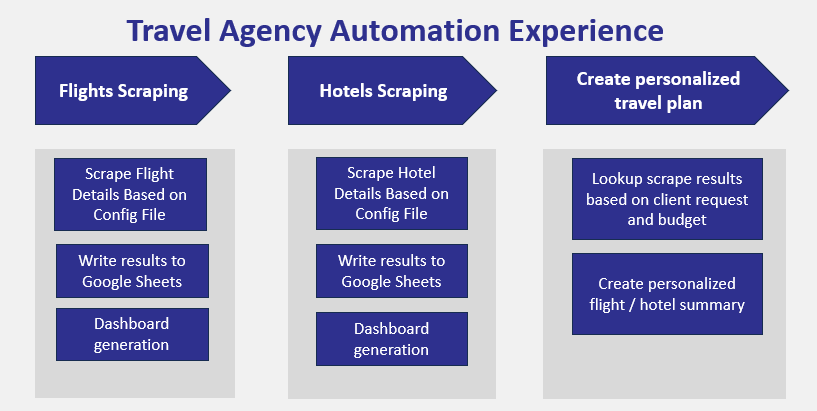 Travel Agency Automation Experience
Flights Scraping
Hotels Scraping
Create personalized
travel plan
Scrape Flight
Details Based on
Config File
Write results to
Google Sheets
Dashboard
generation
Scrape Hotel
Details Based on
Config File
Write results to
Google Sheets
Dashboard
generation
Lookup scrape results
based on client request
and budget
Create personalized
flight / hotel summary